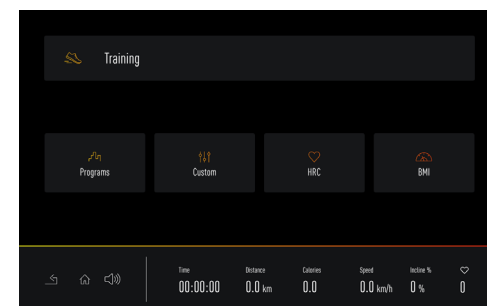 Training
Programs
Custom
HRC
BMI
Time
Distance
Calories
Speed
Incline %
00:00:00
0.0 km
0.0
0.0 km/h
0 %
0